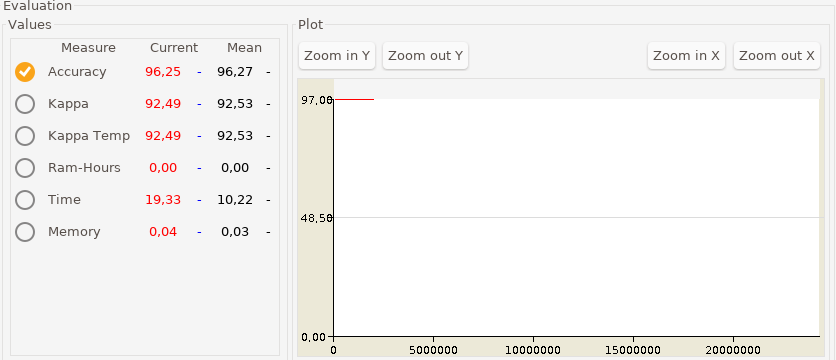 Evaluation
Values
Measure Current Mean
Accuracy 96,25 - 96,27 -
Kappa 92,49 - 92,53 -
Kappa Temp 92,49 - 92,53 -
Ram-Hours 0,00 - 0,00 -
Time 19,33 - 10,22 -
Memory 0,04 - 0,03 -
Plot
Zoom in Y Zoom out Y Zoom in X Zoom out X
97,00
48,50
0,00
0 5000000 10000000 15000000 20000000